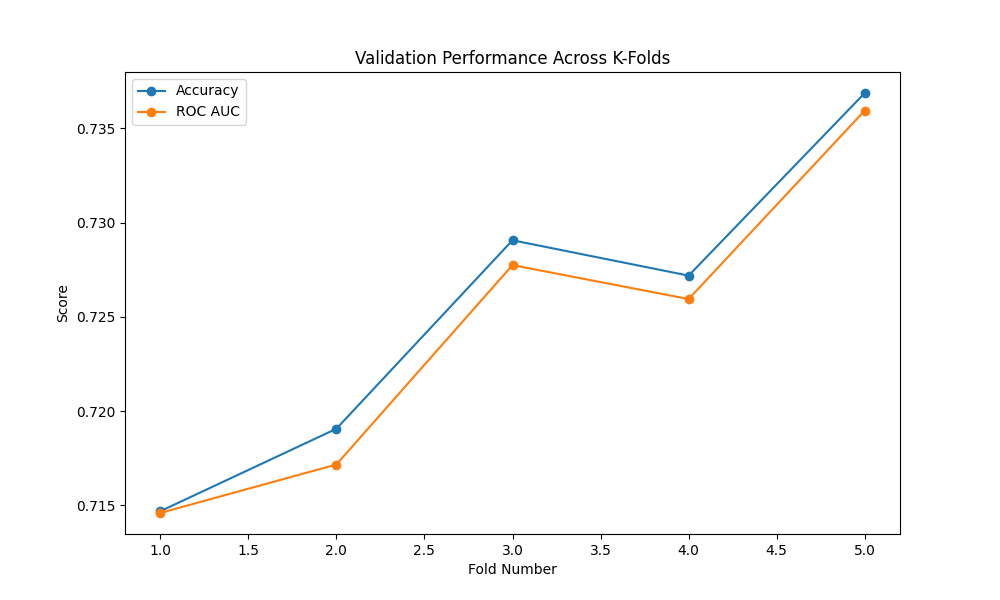 Validation Performance Across K-Folds
Accuracy
ROC AUC
0.735
0.730
0.725
0.720
0.715
Score
1.0 1.5 2.0 2.5 3.0 3.5 4.0 4.5 5.0
Fold Number